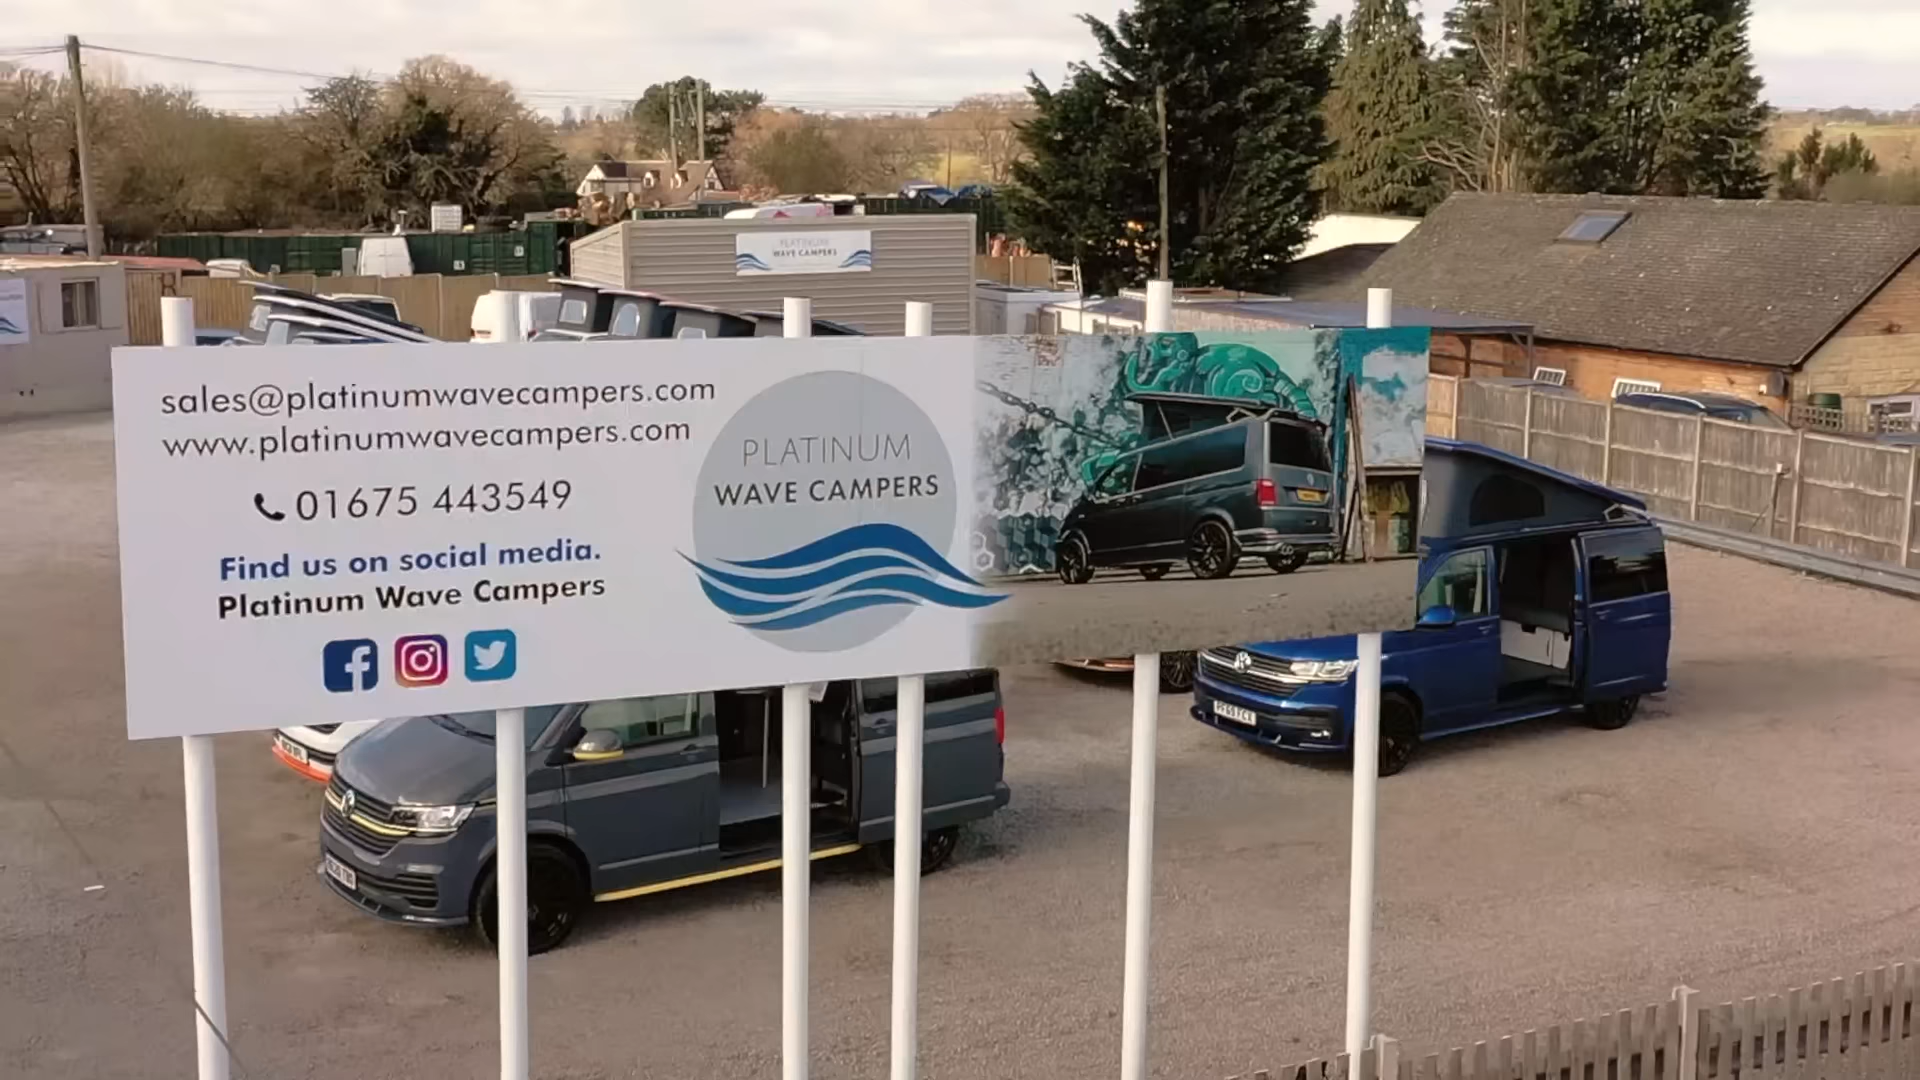 PLATINUM
WAVE CAMPERS
sales@platinumwavecampers.com
www.platinumwavecampers.com
01675 443549
Find us on social media.
Platinum Wave Campers
PLATINUM
WAVE CAMPERS